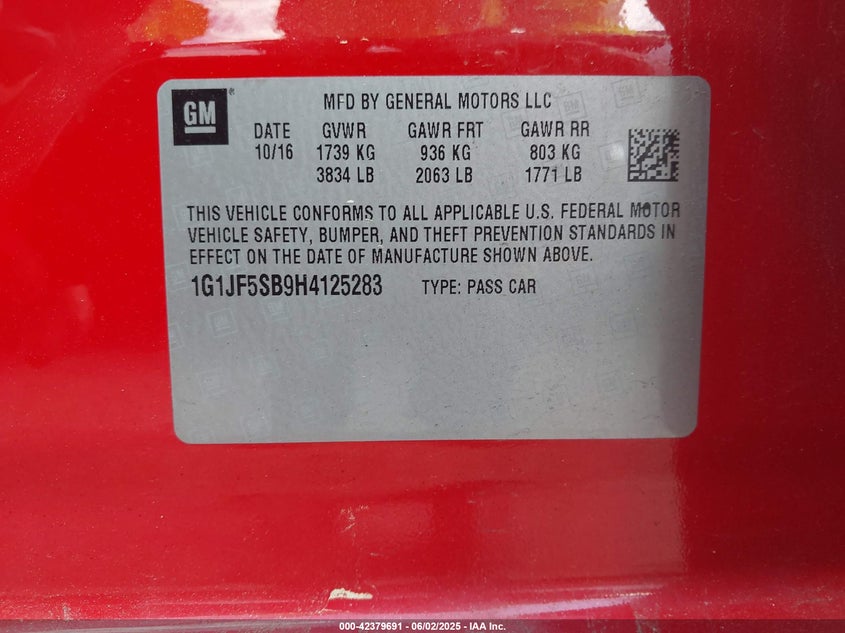 GM
MFD BY GENERAL MOTORS LLC
DATE GVWR GAWR FRT GAWR RR
10/16 1739 KG 936 KG 803 KG
3834 LB 2063 LB 1771 LB
THIS VEHICLE CONFORMS TO ALL APPLICABLE U.S. FEDERAL MOTOR
VEHICLE SAFETY, BUMPER, AND THEFT PREVENTION STANDARDS IN
EFFECT ON THE DATE OF MANUFACTURE SHOWN ABOVE.
1G1JF5SB9H4125283 TYPE: PASS CAR
000-42379691 - 06/02/2025 - IAA Inc.